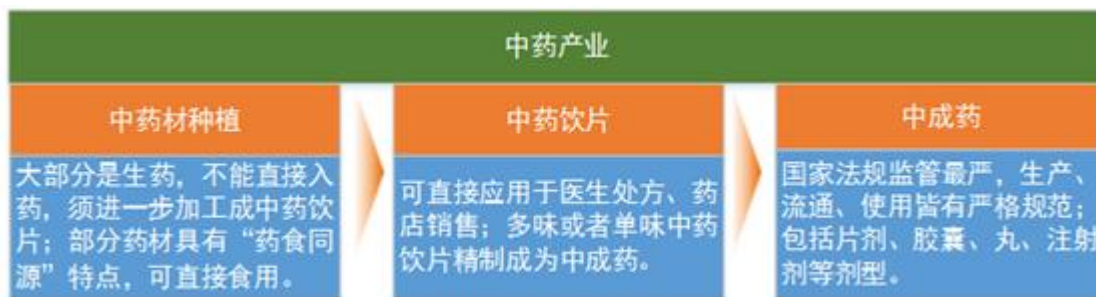 中药产业
中药材种植
大部分是生药，不能直接入
药，须进一步加工成中药饮
片；部分药材具有“药食同
源”特点，可直接食用。
中药饮片
可直接应用于医生处方、药
店销售；多味或者单味中药
饮片精制成为中成药。
中成药
国家法规监管最严，生产、
流通、使用皆有严格规范；
包括片剂、胶囊、丸、注射
剂等剂型。